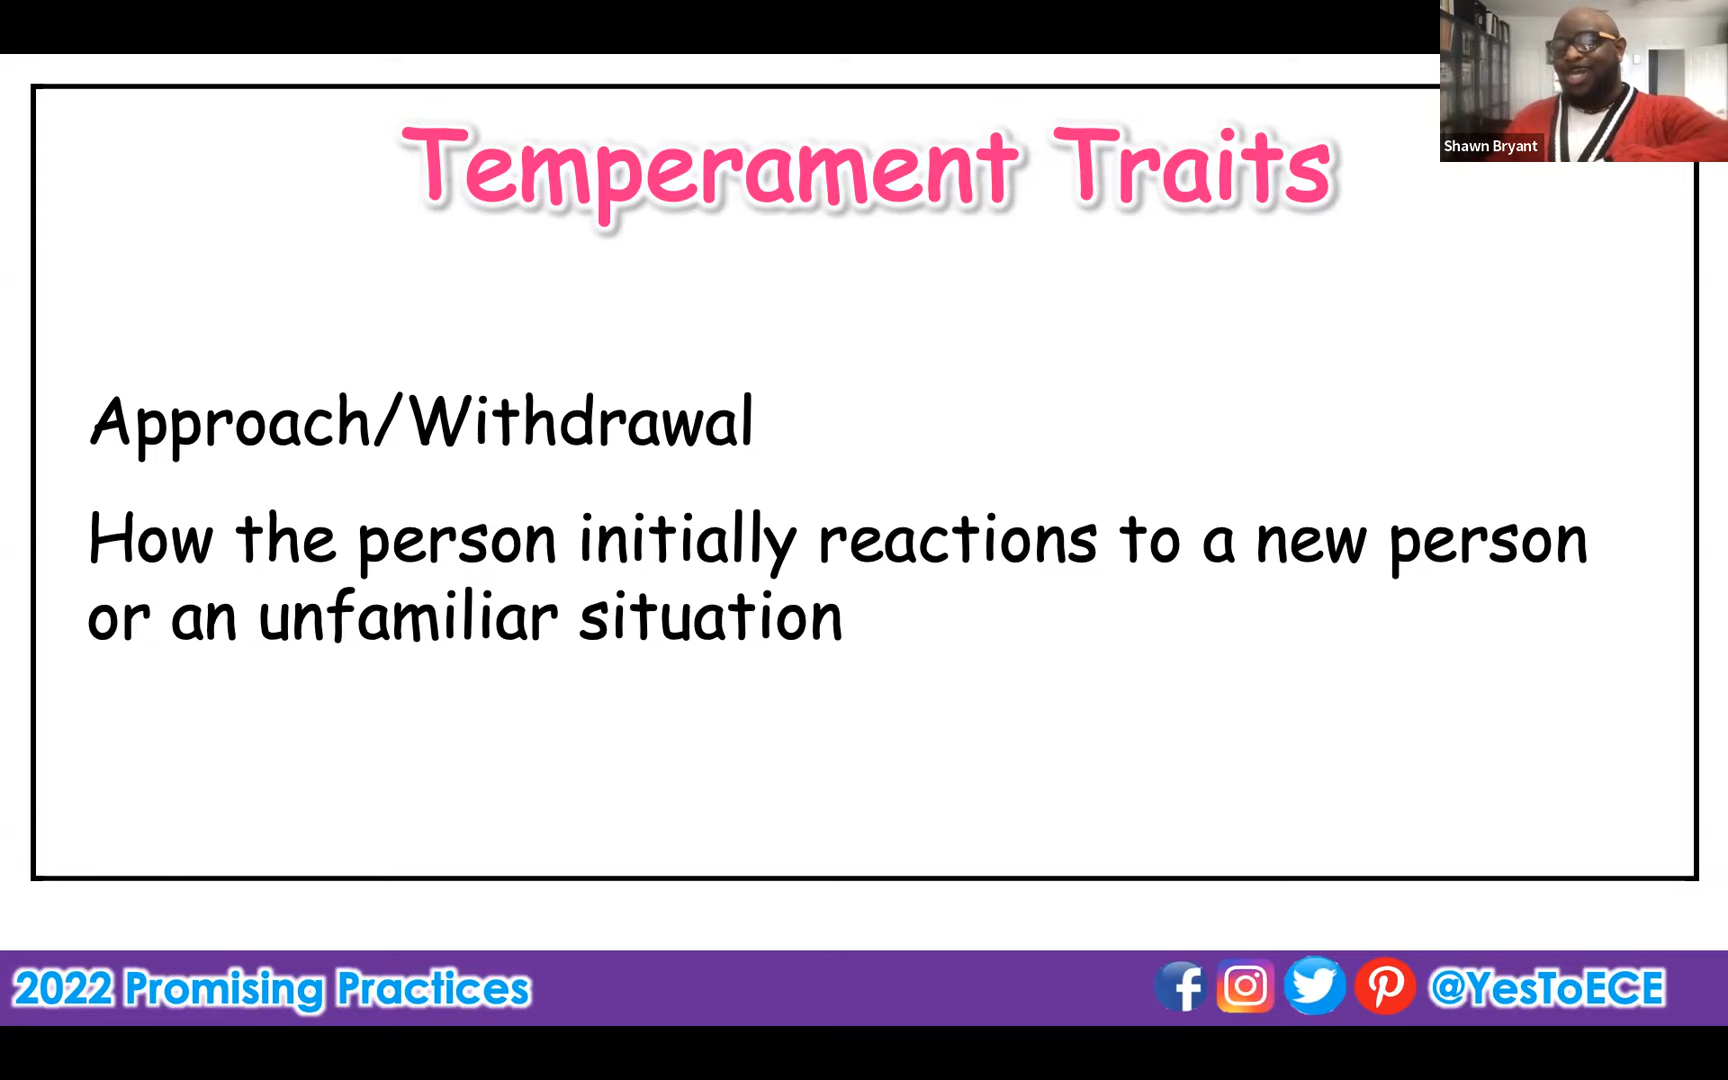 Shawn Bryant
Temperament Traits
Approach/Withdrawal
How the person initially reactions to a new person
or an unfamiliar situation
2022 Promising Practices
@YesToECE